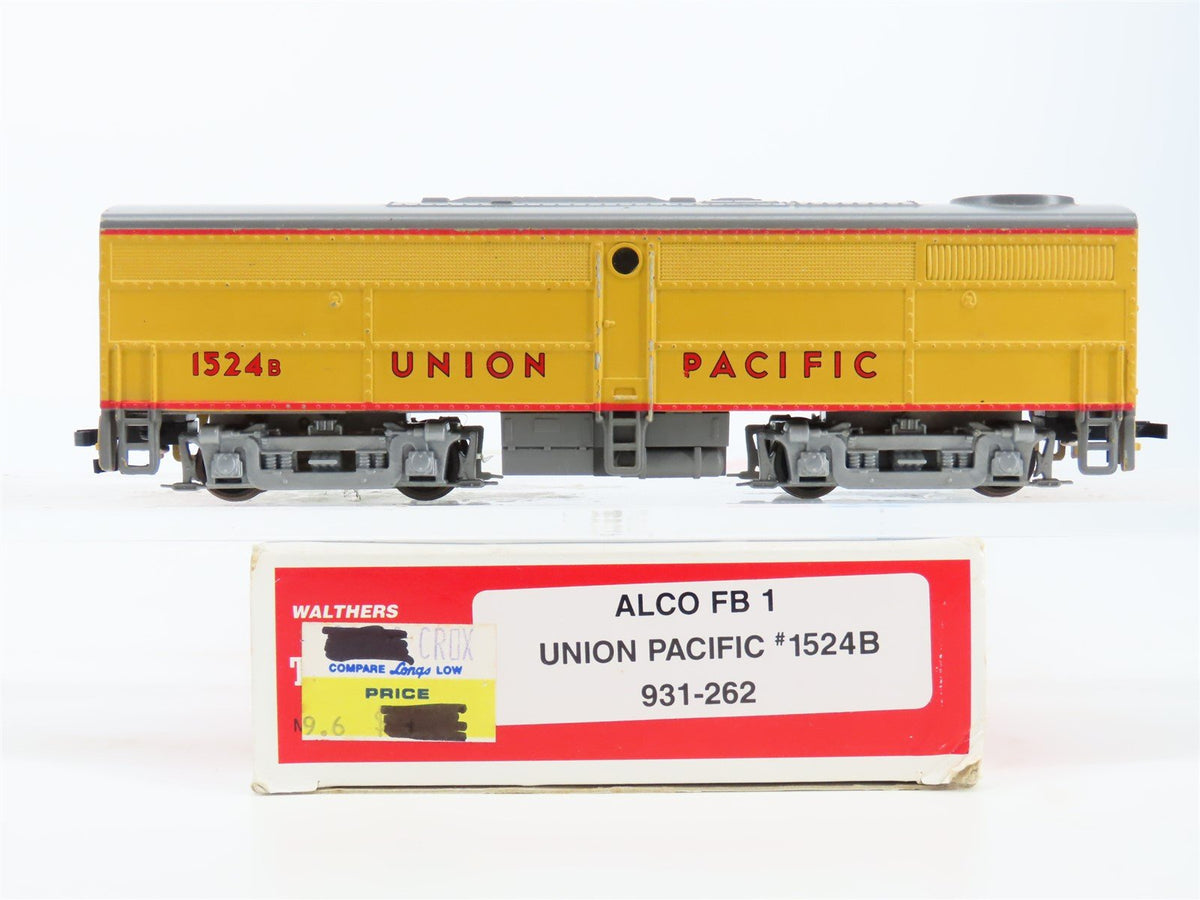 1524B UNION PACIFIC
WALTHERS
ALCO FB 1
UNION PACIFIC #1524B
931-262
CROX
COMPARE Longs LOW
PRICE
9.6